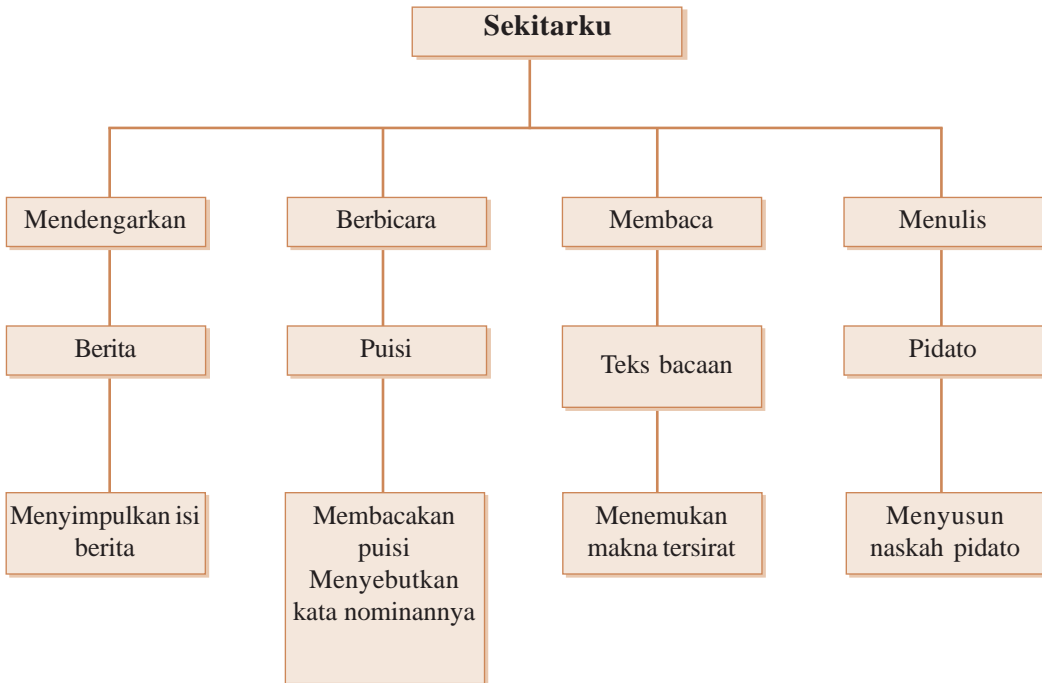 Sekitarku
Mendengarkan
Berbicara
Membaca
Menulis
Berita
Puisi
Teks bacaan
Pidato
Menyimpulkan isi
berita
Membacakan
puisi
Menyebutkan
kata nominannya
Menemukan
makna tersirat
Menyusun
naskah pidato